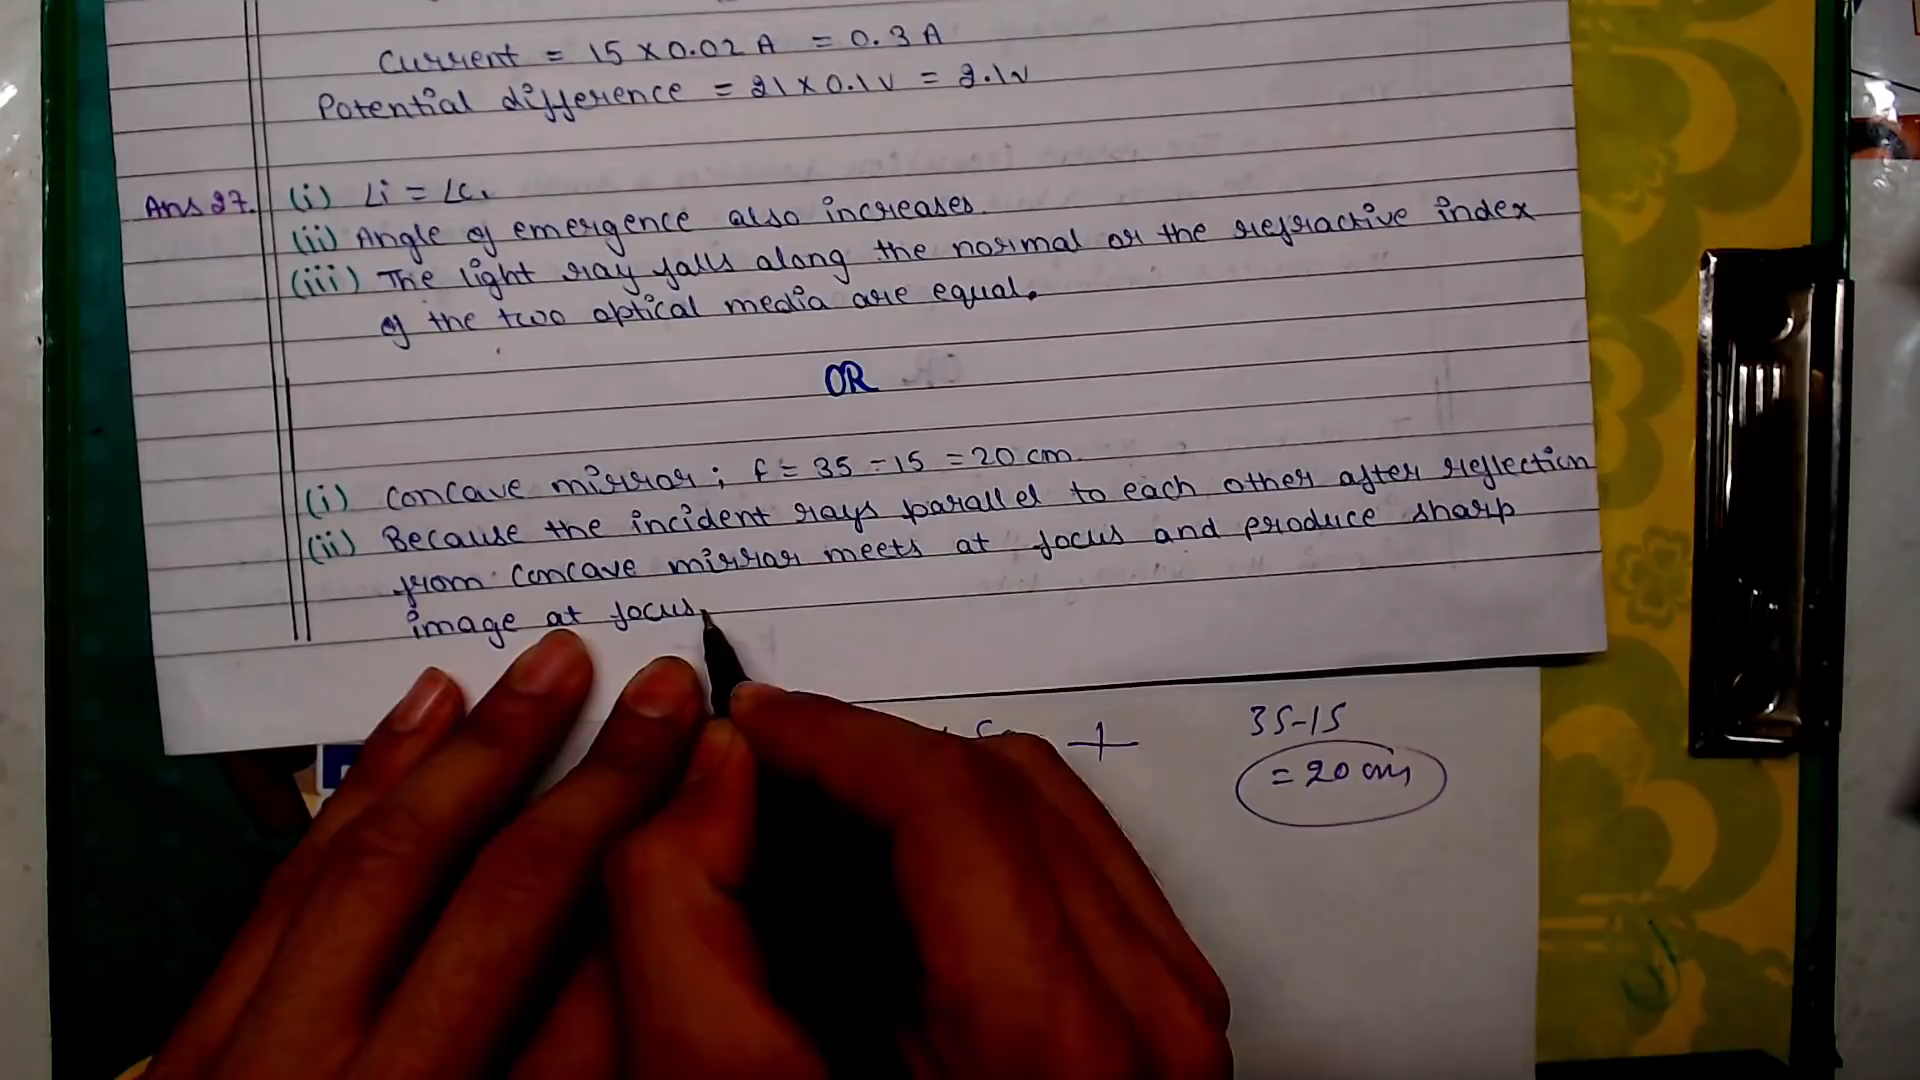 Current = 15 × 0.02 A = 0.3 A
Potential difference = 21 × 0.1 V = 2.1 V
Ans 27. (i) ∠i = ∠c.
(ii) Angle of emergence also increases.
(iii) The light ray falls along the normal or the refractive index
of the two optical media are equal.
OR
(i) Concave mirror; f = 35 - 15 = 20 cm.
(ii) Because the incident rays parallel to each other after reflection
from concave mirror meets at focus and produce sharp
image at focus
35-15
= 20 cm